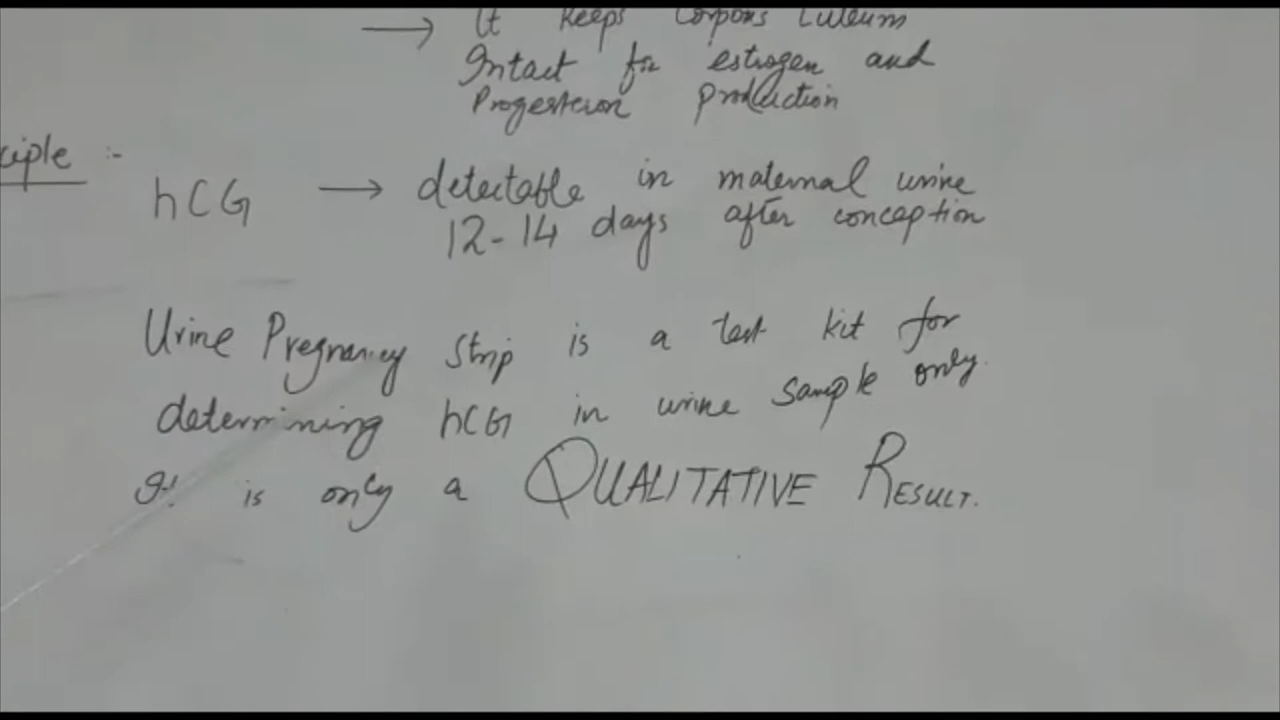 → It keeps Corpous Luteum
Intact for estrogen and
Progesteron production
ciple :-
hCG → detectable in maternal urine
12-14 days after conception
Urine Pregnancy Strip is a test kit for
determining hCG in urine sample only.
It is only a QUALITATIVE RESULT.